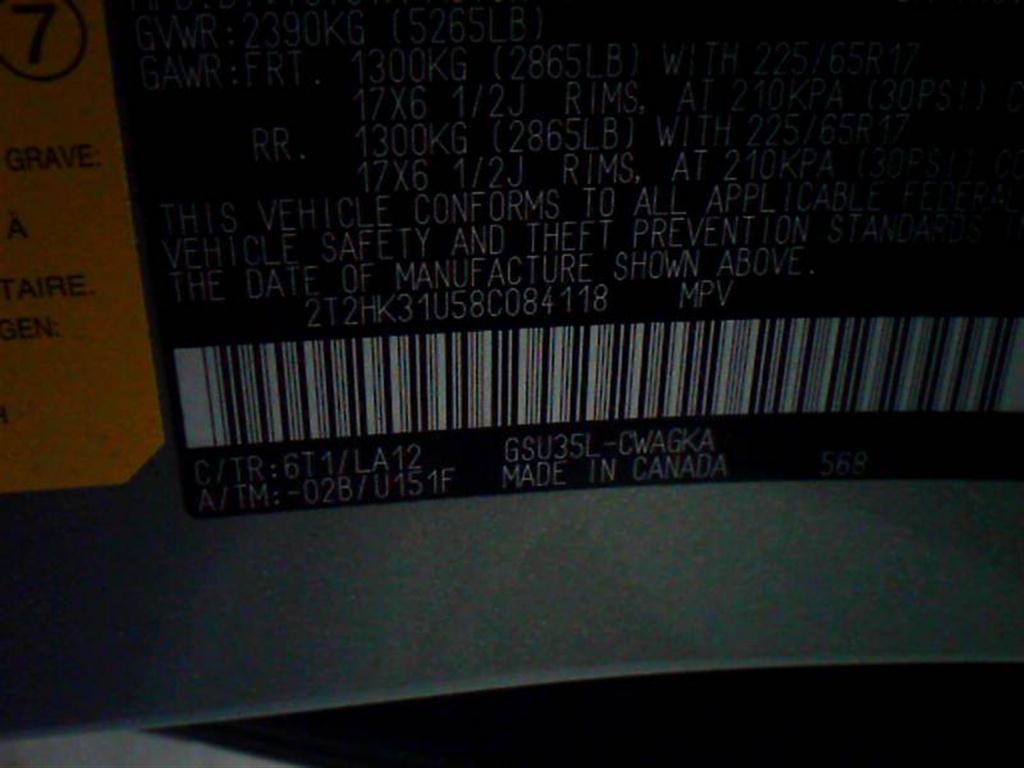 7
GRAVE:
À
TAIRE.
GEN:
GVWR:2390KG (5265LB)
GAWR:FRT. 1300KG (2865LB) WITH 225/65R17
17X6 1/2J RIMS, AT 210KPA (30PSI) C
RR. 1300KG (2865LB) WITH 225/65R17
17X6 1/2J RIMS, AT 210KPA (30PSI) CO
THIS VEHICLE CONFORMS TO ALL APPLICABLE FEDERAL
VEHICLE SAFETY AND THEFT PREVENTION STANDARDS
THE DATE OF MANUFACTURE SHOWN ABOVE.
2T2HK31U58C084118 MPV
C/TR:6T1/LA12 GSU35L-CWAGKA
A/TM:-02B/U151F MADE IN CANADA 568